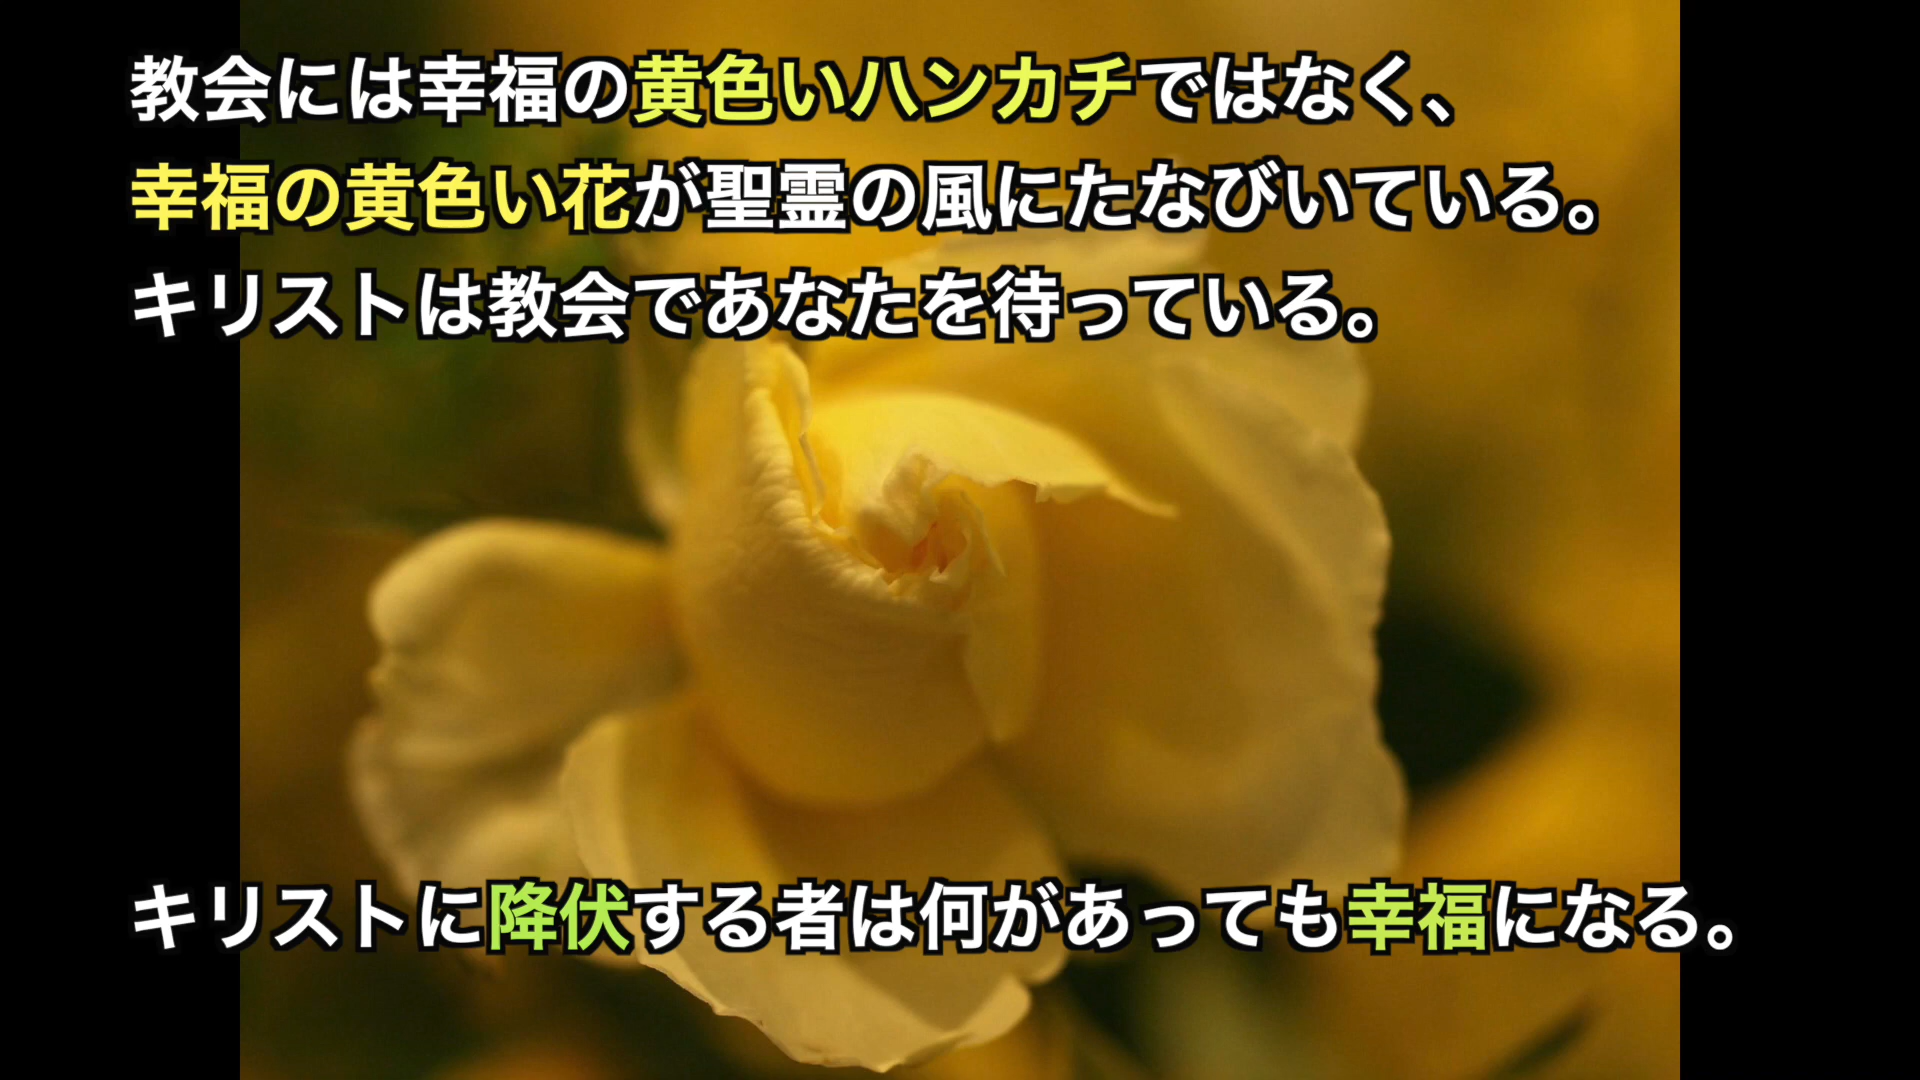 教会には幸福の黄色いハンカチではなく、
幸福の黄色い花が聖霊の風にたなびいている。
キリストは教会であなたを待っている。
キリストに降伏する者は何があっても幸福になる。